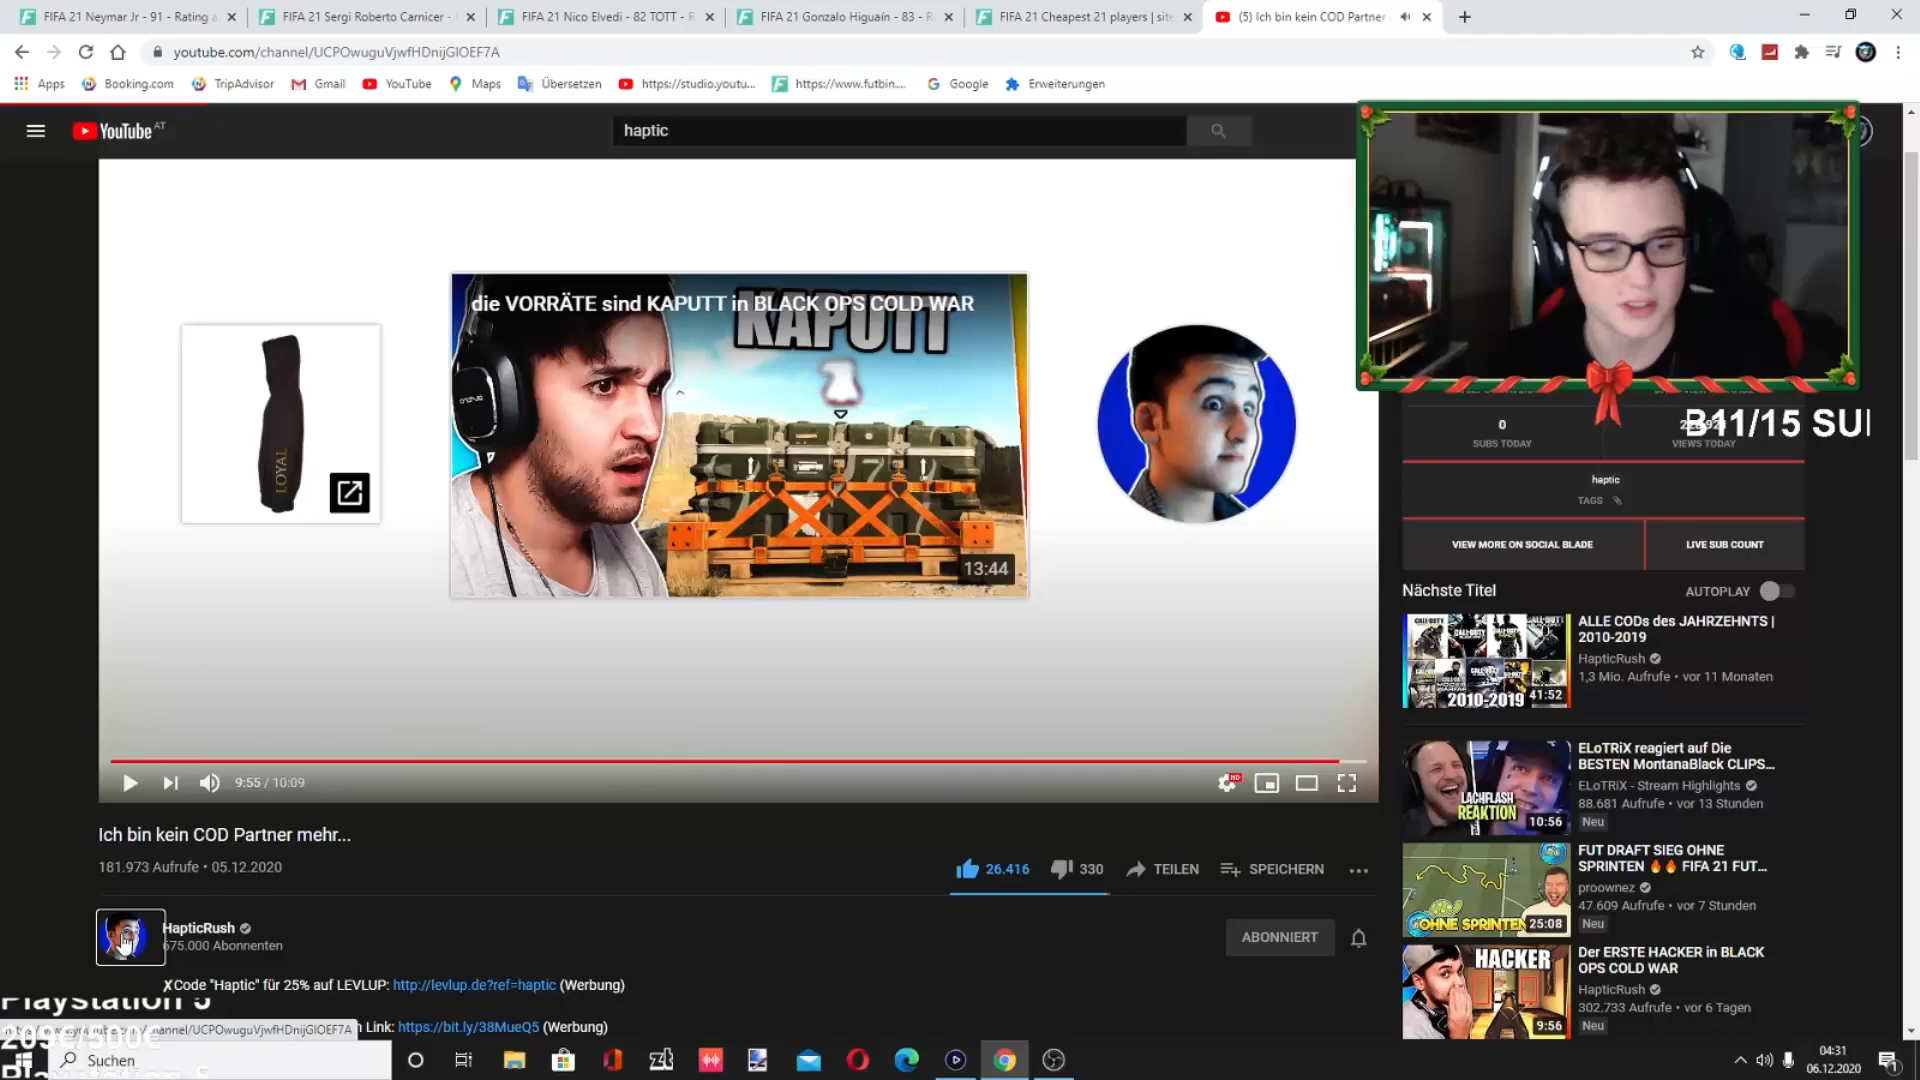 FIFA 21 Neymar Jr - 91 - Rating a
FIFA 21 Sergi Roberto Carnicer -
FIFA 21 Nico Elvedi - 82 TOTT - R
FIFA 21 Gonzalo Higuaín - 83 - R
FIFA 21 Cheapest 21 players | site
(5) Ich bin kein COD Partner
youtube.com/channel/UCPOwuguVjwfHDnijGIOEF7A
Apps
Booking.com
TripAdvisor
Gmail
YouTube
Maps
Übersetzen
https://studio.youtu...
https://www.futbin....
Google
Erweiterungen
YouTube AT
haptic
die VORRÄTE sind KAPUTT in BLACK OPS COLD WAR
KAPUTT
LOYAL
13:44
9:55 / 10:09
HD
Ich bin kein COD Partner mehr...
181.973 Aufrufe • 05.12.2020
26.416
330
TEILEN
SPEICHERN
HapticRush
675.000 Abonnenten
ABONNIERT
✗Code "Haptic" für 25% auf LEVLUP: http://levlup.de?ref=haptic (Werbung)
Link: https://bit.ly/38MueQ5 (Werbung)
Playstation 5
209€/500€
B11/15 SU
0
SUBS TODAY
VIEWS TODAY
haptic
TAGS
VIEW MORE ON SOCIAL BLADE
LIVE SUB COUNT
Nächste Titel
AUTOPLAY
2010-2019
41:52
ALLE CODs des JAHRZEHNTS |
2010-2019
HapticRush
1,3 Mio. Aufrufe • vor 11 Monaten
LACHFLASH
REAKTION
10:56
ELoTRiX reagiert auf Die
BESTEN MontanaBlack CLIPS...
ELoTRiX - Stream Highlights
88.681 Aufrufe • vor 13 Stunden
Neu
OHNE SPRINTEN
25:08
FUT DRAFT SIEG OHNE
SPRINTEN 🔥🔥 FIFA 21 FUT...
proownez
47.609 Aufrufe • vor 7 Stunden
Neu
HACKER
9:56
Der ERSTE HACKER in BLACK
OPS COLD WAR
HapticRush
302.733 Aufrufe • vor 6 Tagen
Neu
Suchen
04:31
06.12.2020